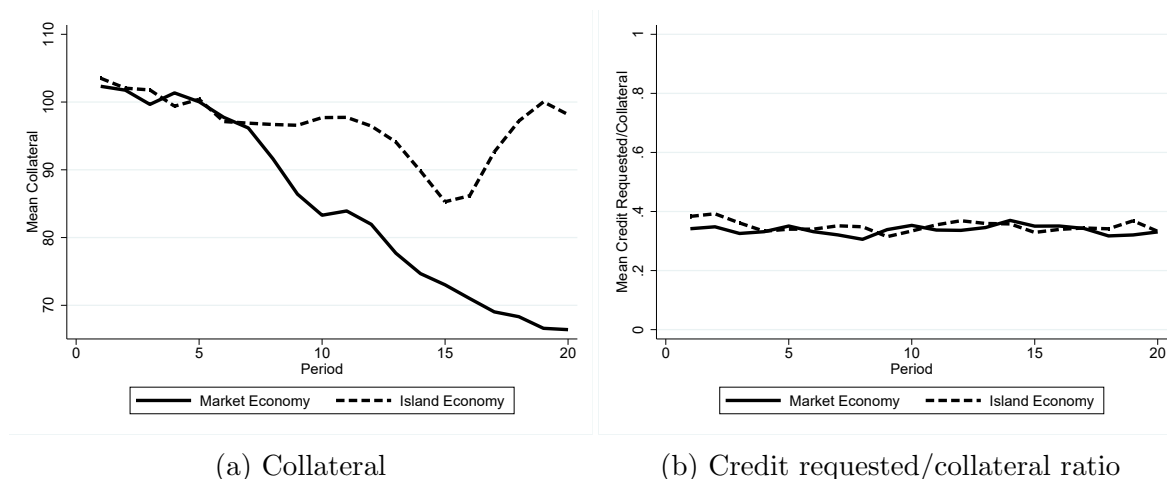 Mean Collateral
110
100
90
80
70
0 5 10 15 20
Period
Market Economy Island Economy
(a) Collateral
Mean Credit Requested/Collateral
1
.8
.6
.4
.2
0
0 5 10 15 20
Period
Market Economy Island Economy
(b) Credit requested/collateral ratio